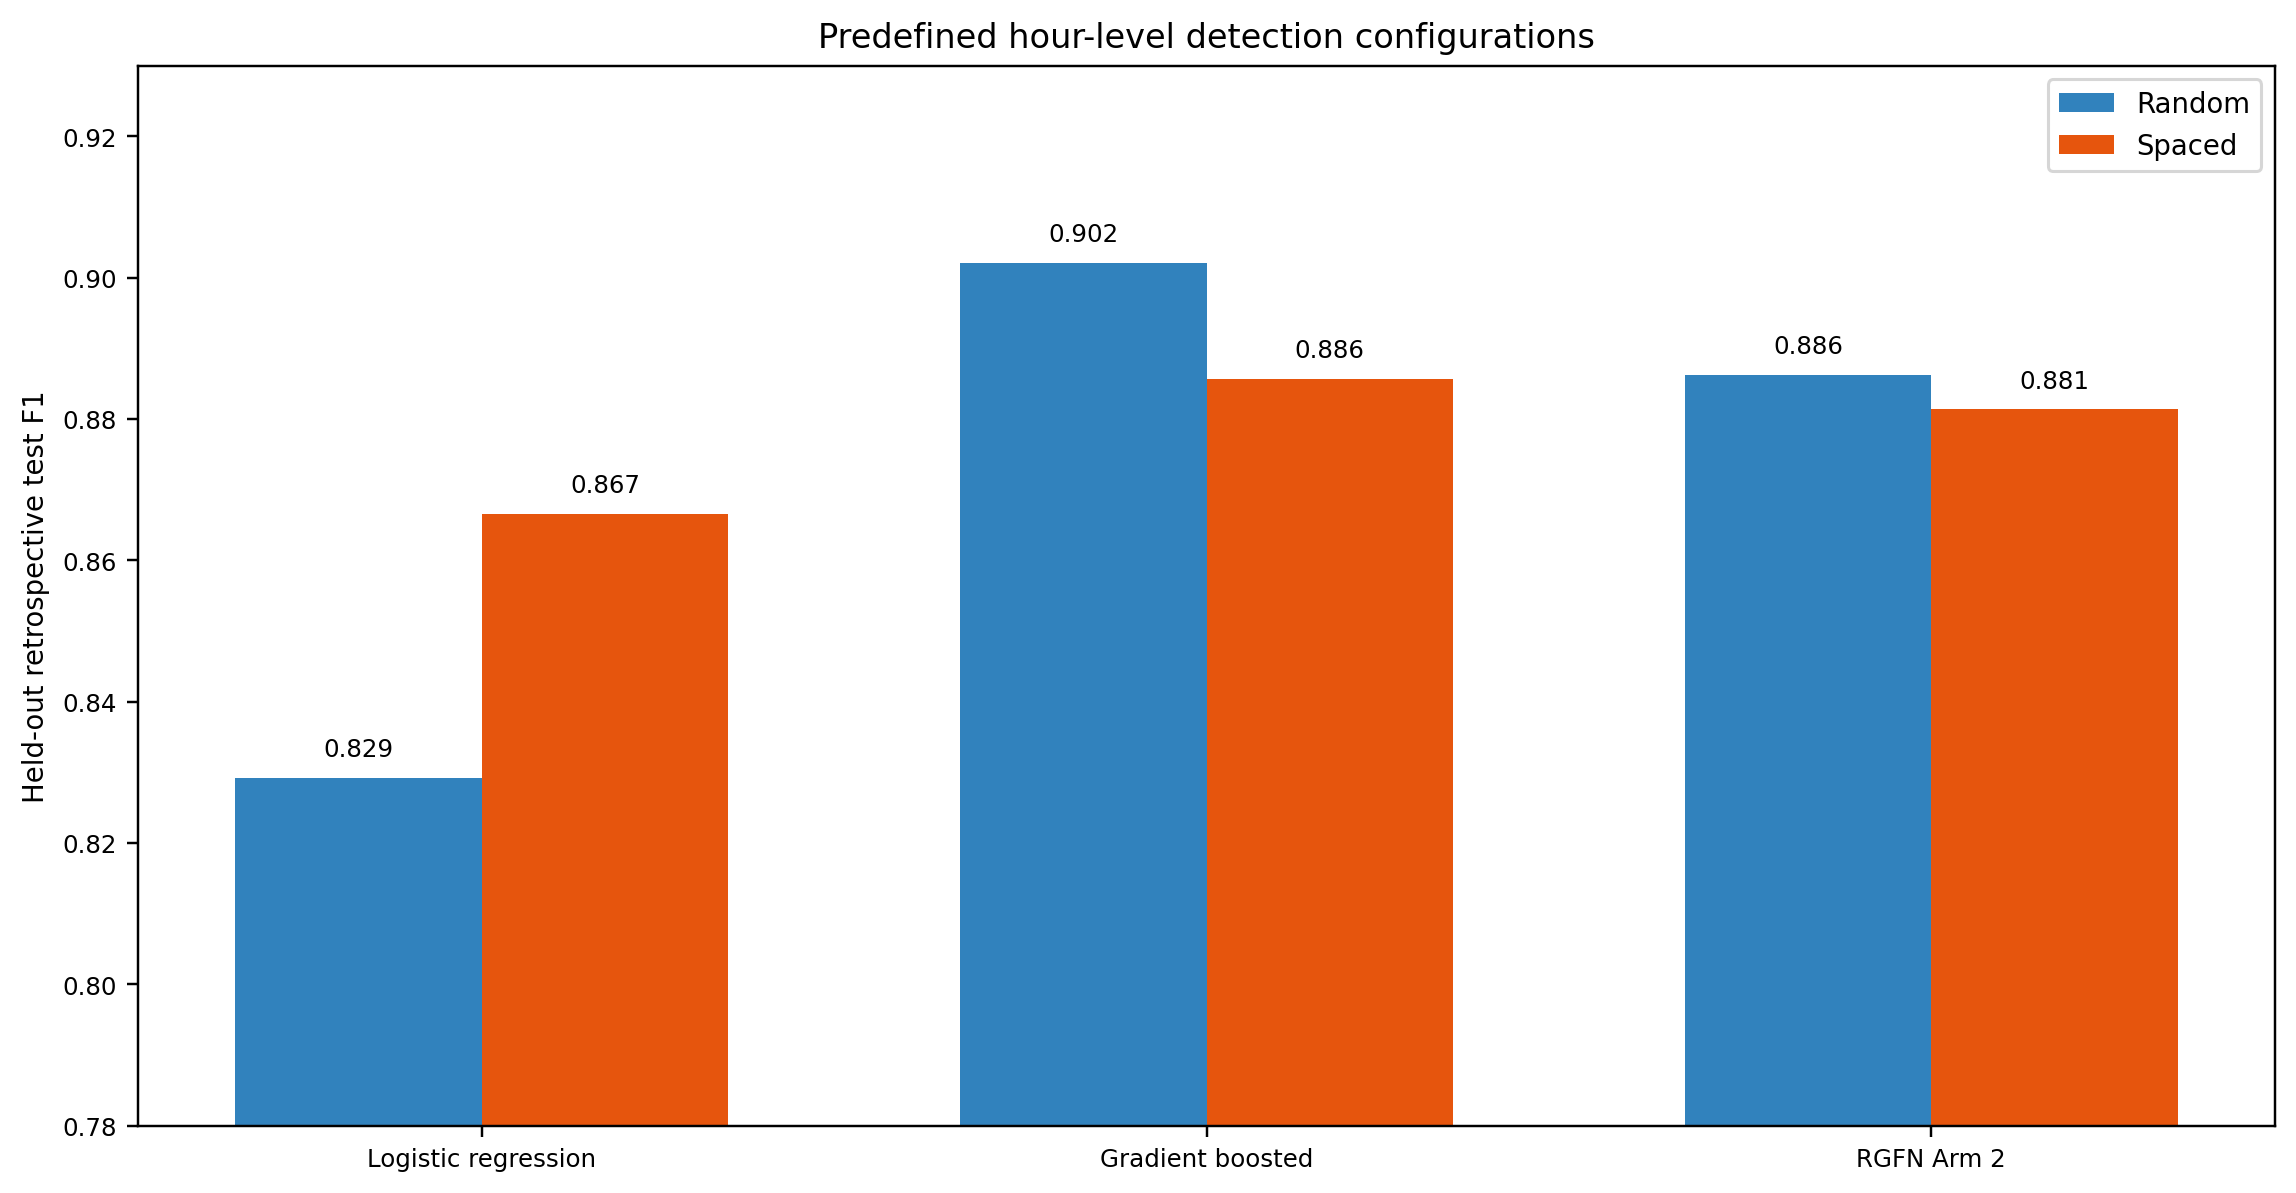 Predefined hour-level detection configurations
Held-out retrospective test F1
0.92
0.90
0.88
0.86
0.84
0.82
0.80
0.78
Random
Spaced
0.829
0.867
0.902
0.886
0.886
0.881
Logistic regression
Gradient boosted
RGFN Arm 2